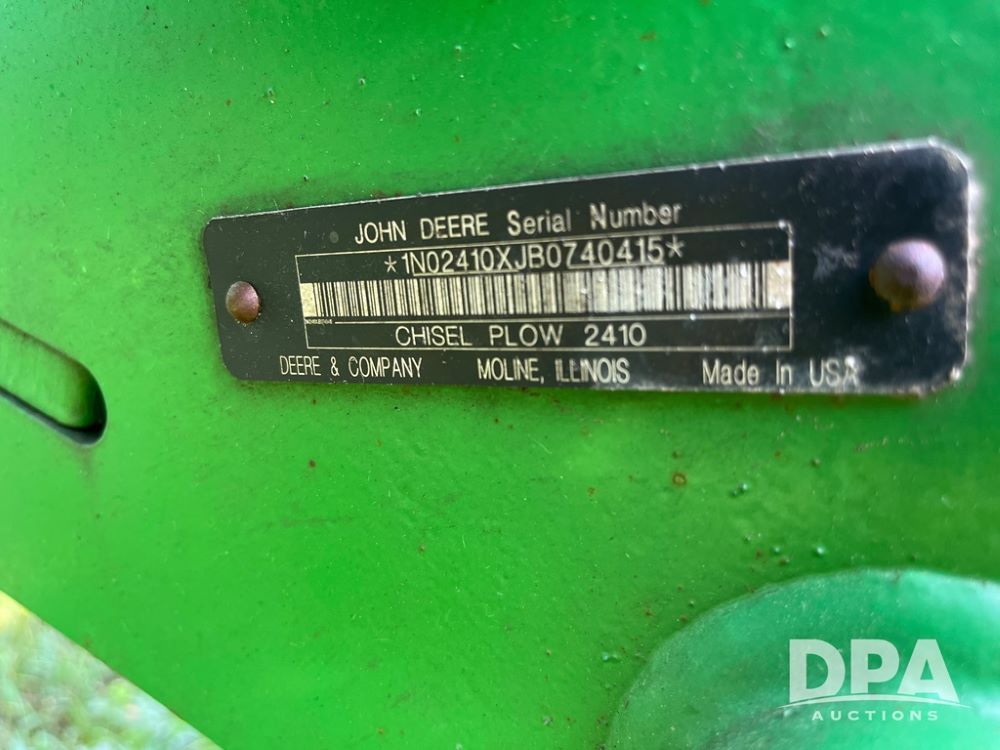 JOHN DEERE Serial Number
*1N02410XJB0740415*
CHISEL PLOW 2410
DEERE & COMPANY MOLINE, ILLINOIS Made In USA
DPA
AUCTIONS